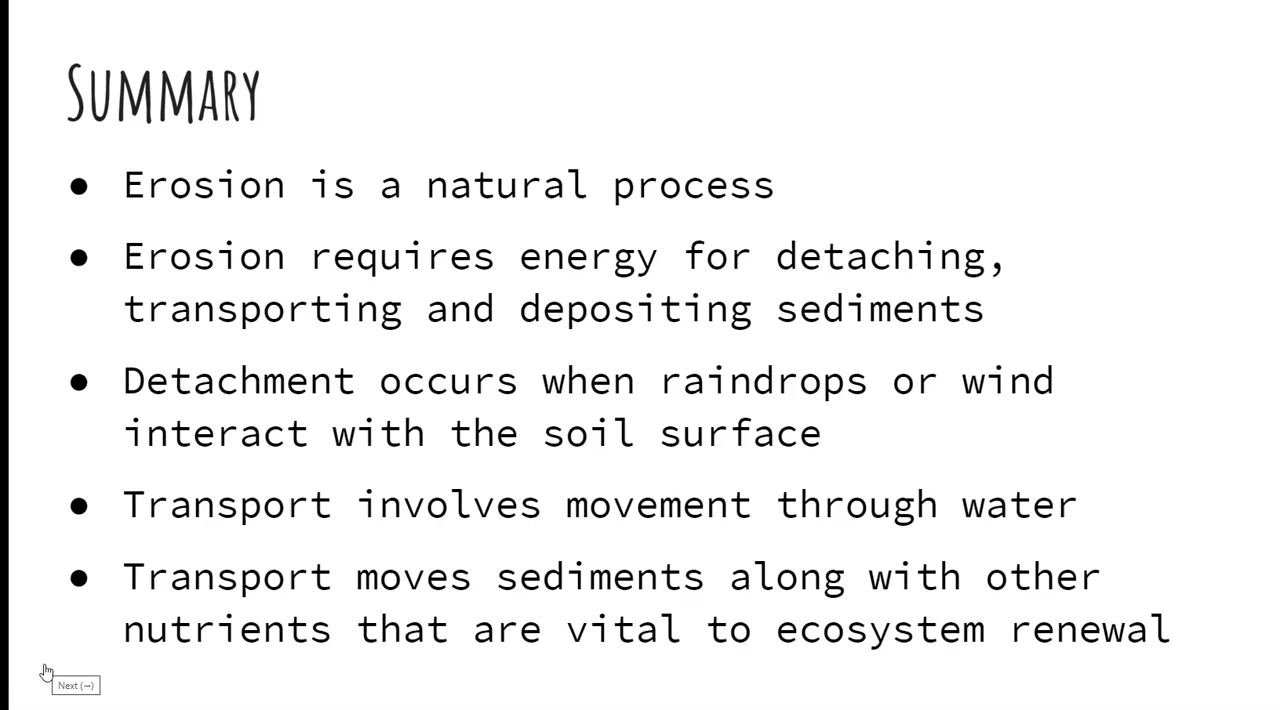 Summary
● Erosion is a natural process
● Erosion requires energy for detaching,
transporting and depositing sediments
● Detachment occurs when raindrops or wind
interact with the soil surface
● Transport involves movement through water
● Transport moves sediments along with other
nutrients that are vital to ecosystem renewal
Next (→)